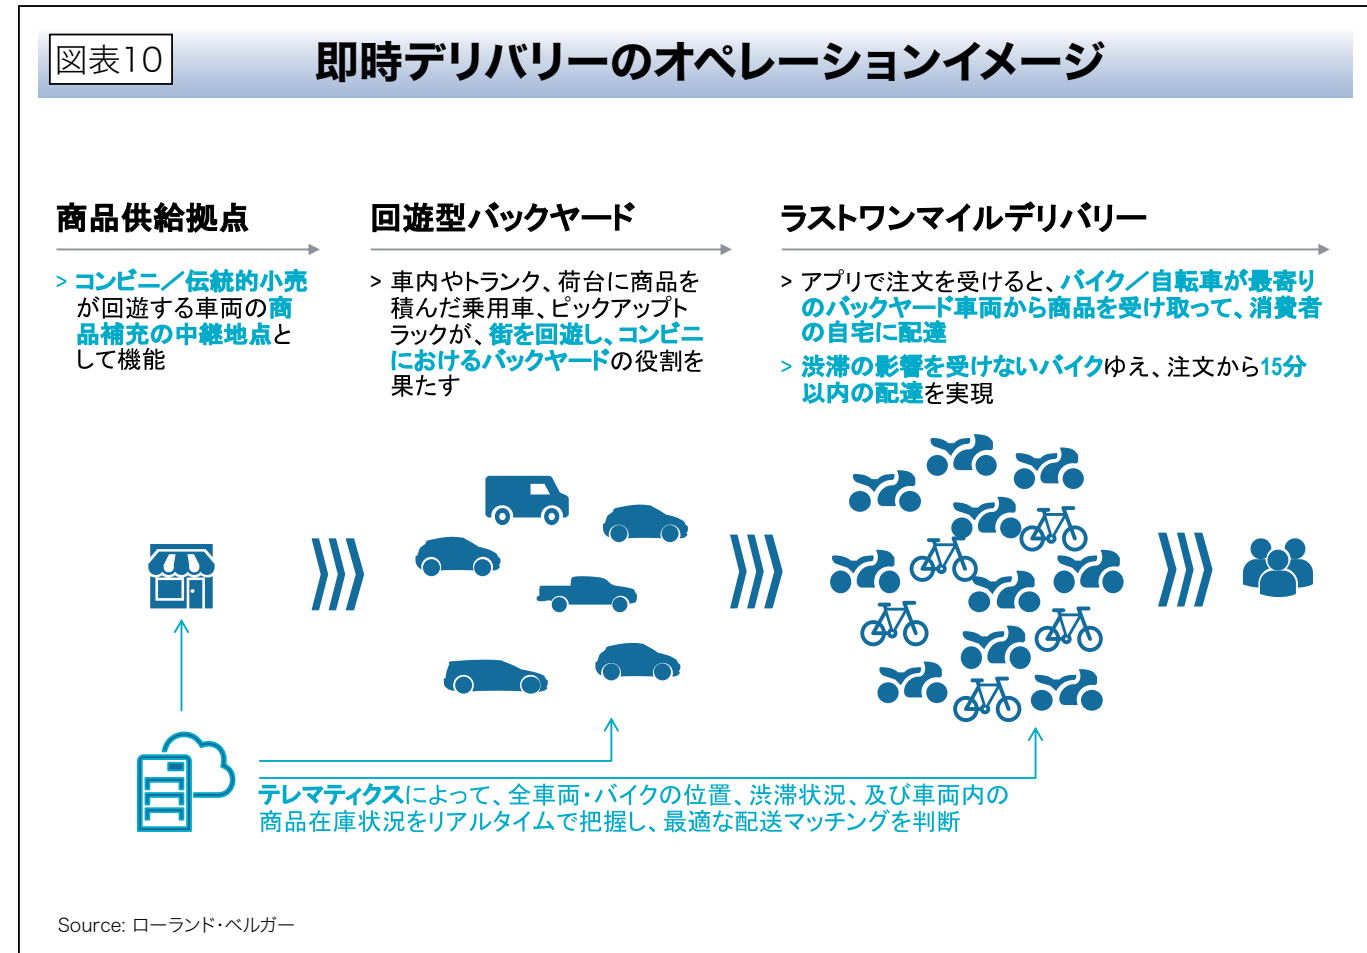 図表10
即時デリバリーのオペレーションイメージ
商品供給拠点
> コンビニ／伝統的小売
が回遊する車両の商
品補充の中継地点と
して機能
回遊型バックヤード
> 車内やトランク、荷台に商品を
積んだ乗用車、ピックアップト
ラックが、街を回遊し、コンビニ
におけるバックヤードの役割を
果たす
ラストワンマイルデリバリー
> アプリで注文を受けると、バイク／自転車が最寄り
のバックヤード車両から商品を受け取って、消費者
の自宅に配達
> 渋滞の影響を受けないバイクゆえ、注文から15分
以内の配達を実現
テレマティクスによって、全車両・バイクの位置、渋滞状況、及び車両内の
商品在庫状況をリアルタイムで把握し、最適な配送マッチングを判断
Source: ローランド・ベルガー